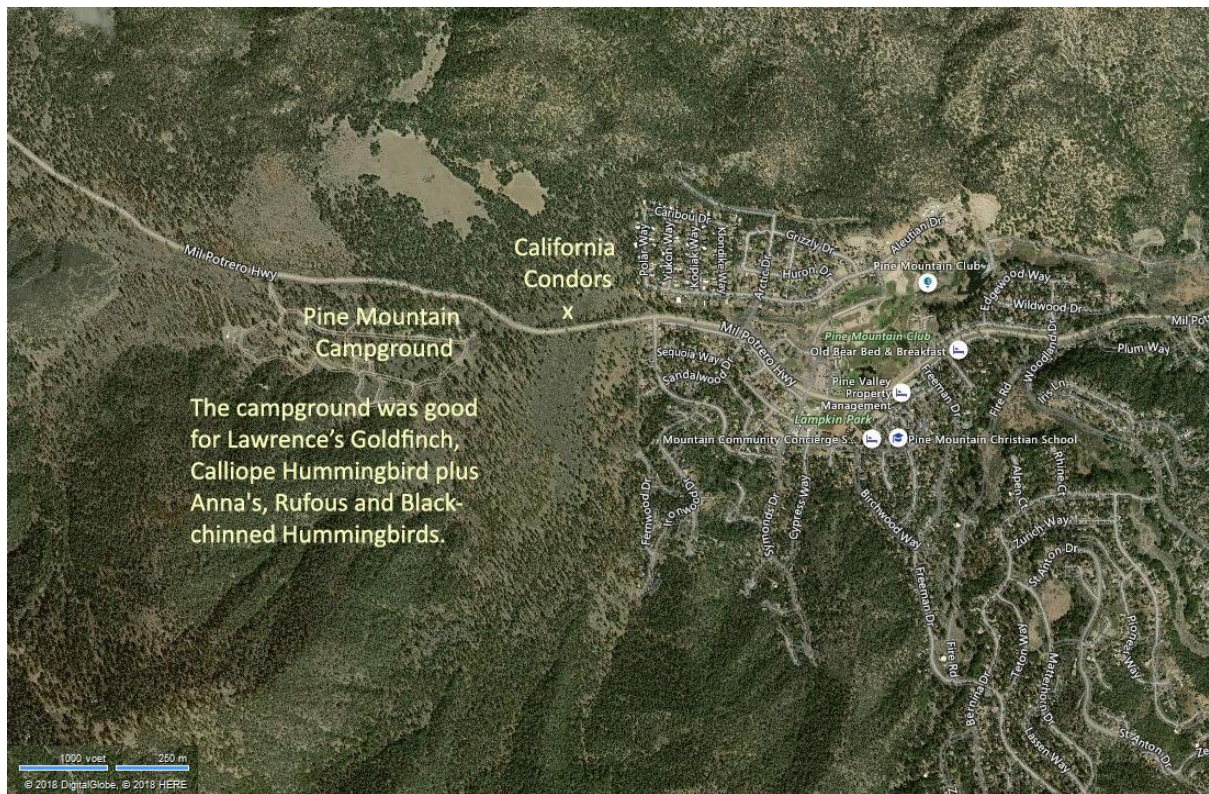 California
Condors
x
Pine Mountain
Campground
The campground was good
for Lawrence’s Goldfinch,
Calliope Hummingbird plus
Anna's, Rufous and Black-
chinned Hummingbirds.
Mil Potrero Hwy
Caribou Dr
Polar Way
Yukon Way
Kodiak Way
Klondike Way
Arctic Dr
Grizzly Dr
Huron Dr
Aleutian Dr
Pine Mountain Club
Edgewood Way
Wildwood Dr
Mil Potrero Hwy
Mil Po
Plum Way
Woodland Dr
Iris Ln
Pine Mountain Club
Old Bear Bed & Breakfast
Pine Valley
Property
Management
Lampkin Park
Mountain Community Concierge S...
Pine Mountain Christian School
Sequoia Way
Sandalwood Dr
Freeman Dr
Fire Rd
Fernwood Dr
Ironwood Dr
Symonds Dr
Cypress Way
Birchwood Way
Rhine Ct
Alpen Ct
Zurich Way
St Anton Dr
Freeman Dr
Fire Rd
Bernina Dr
Teton Way
Matterhorn Dr
Pioneer Way
Lassen Way
St Anton Dr
1000 voet
250 m
© 2018 DigitalGlobe, © 2018 HERE